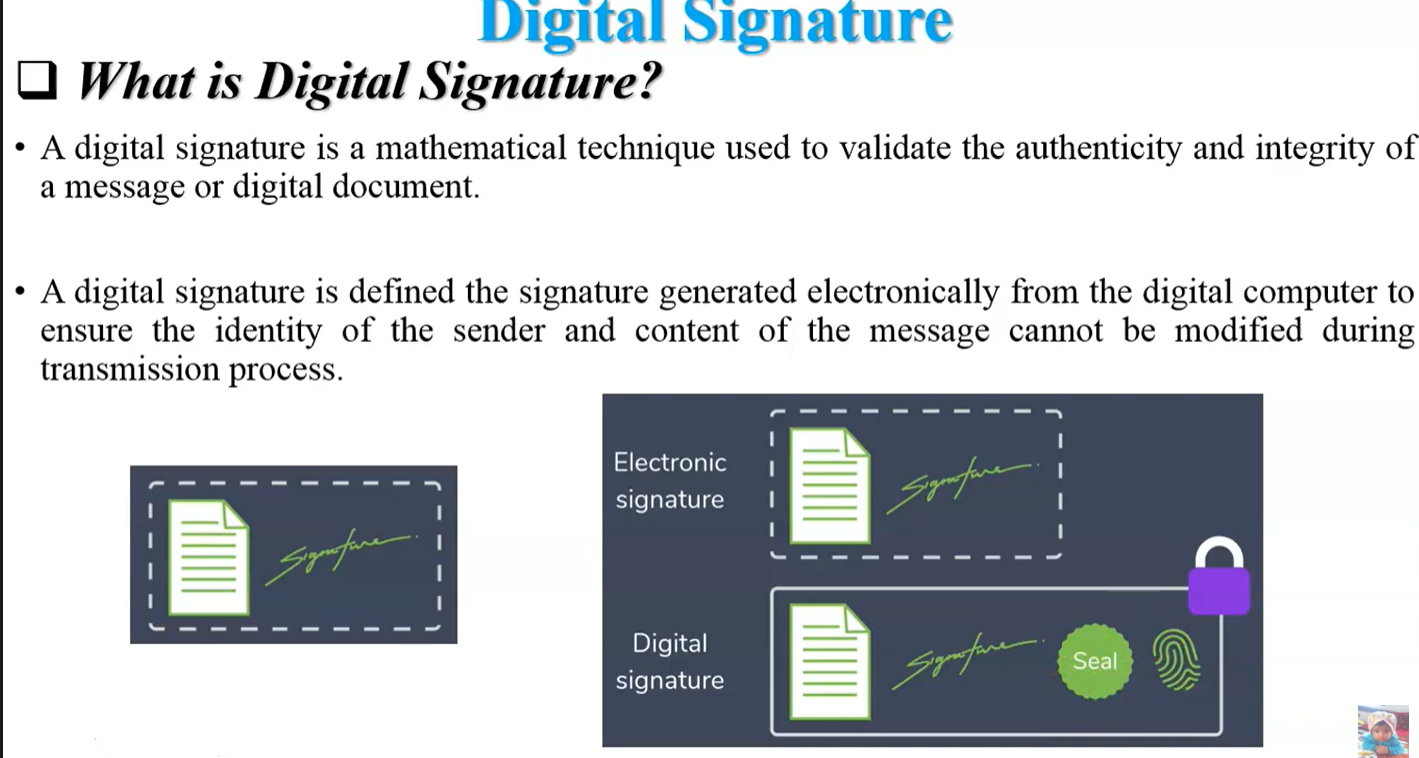 Digital Signature
❑ What is Digital Signature?
• A digital signature is a mathematical technique used to validate the authenticity and integrity of
a message or digital document.
• A digital signature is defined the signature generated electronically from the digital computer to
ensure the identity of the sender and content of the message cannot be modified during
transmission process.
Signature
Electronic
signature
Signature
Digital
signature
Signature
Seal